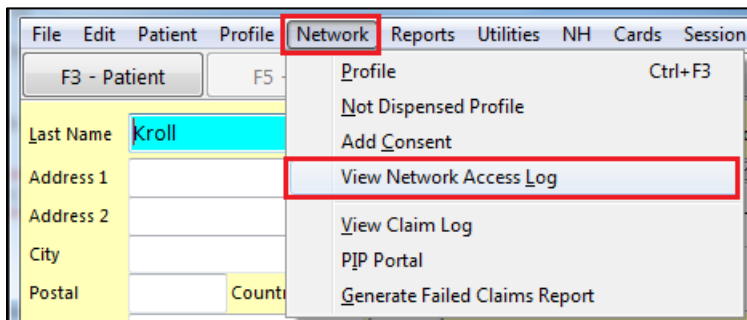 File Edit Patient Profile Network Reports Utilities NH Cards Session
F3 - Patient F5 -
Profile Ctrl+F3
Not Dispensed Profile
Add Consent
View Network Access Log
View Claim Log
PIP Portal
Generate Failed Claims Report
Last Name Kroll
Address 1
Address 2
City
Postal Countr